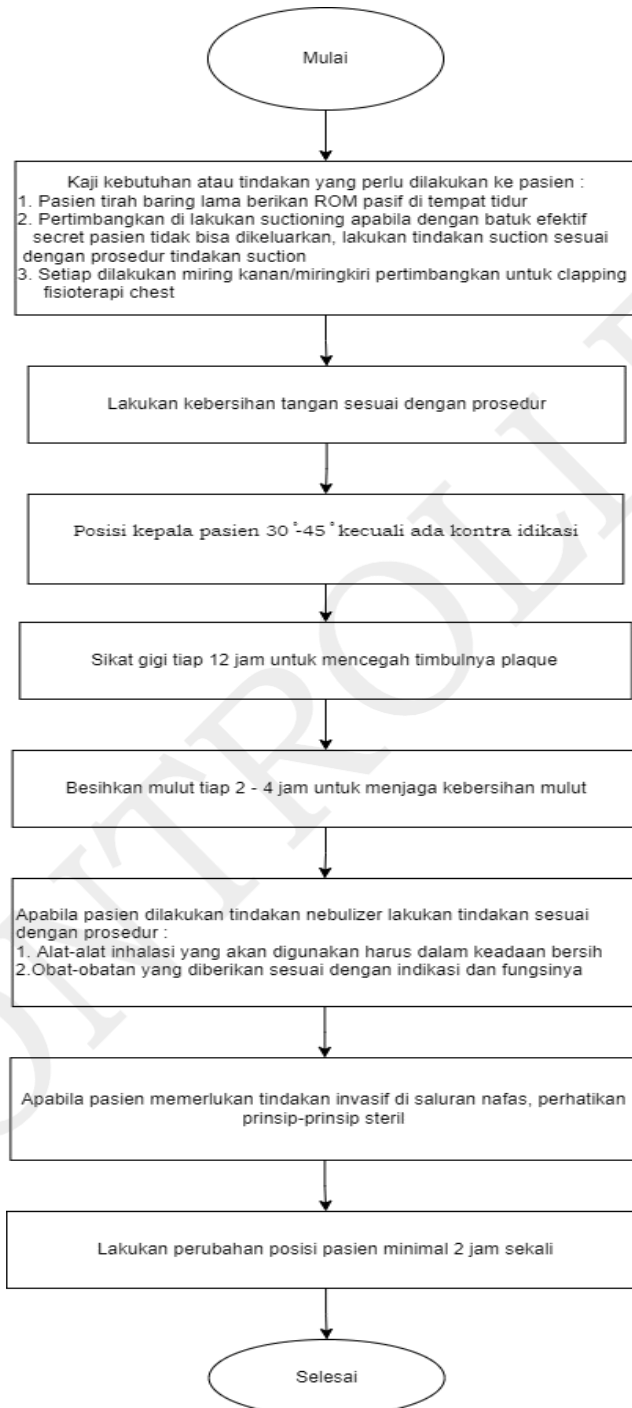 Mulai
Kaji kebutuhan atau tindakan yang perlu dilakukan ke pasien :
1. Pasien tirah baring lama berikan ROM pasif di tempat tidur
2. Pertimbangkan di lakukan suctioning apabila dengan batuk efektif
secret pasien tidak bisa dikeluarkan, lakukan tindakan suction sesuai
dengan prosedur tindakan suction
3. Setiap dilakukan miring kanan/miringkiri pertimbangkan untuk clapping
fisioterapi chest
Lakukan kebersihan tangan sesuai dengan prosedur
Posisi kepala pasien 30°-45° kecuali ada kontra idikasi
Sikat gigi tiap 12 jam untuk mencegah timbulnya plaque
Besihkan mulut tiap 2 - 4 jam untuk menjaga kebersihan mulut
Apabila pasien dilakukan tindakan nebulizer lakukan tindakan sesuai
dengan prosedur :
1. Alat-alat inhalasi yang akan digunakan harus dalam keadaan bersih
2.Obat-obatan yang diberikan sesuai dengan indikasi dan fungsinya
Apabila pasien memerlukan tindakan invasif di saluran nafas, perhatikan
prinsip-prinsip steril
Lakukan perubahan posisi pasien minimal 2 jam sekali
Selesai